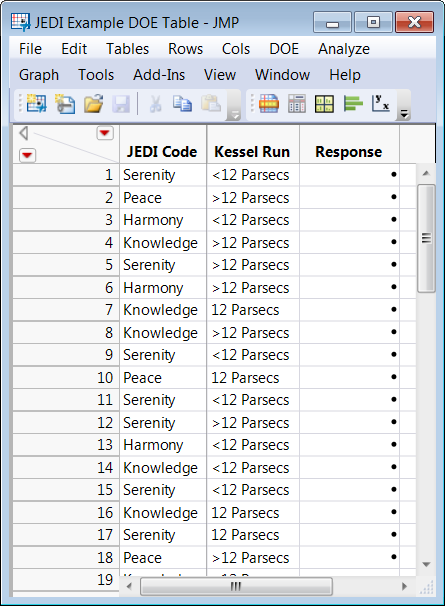 JEDI Example DOE Table - JMP
File Edit Tables Rows Cols DOE Analyze
Graph Tools Add-Ins View Window Help
JEDI Code Kessel Run Response
1 Serenity <12 Parsecs •
2 Peace >12 Parsecs •
3 Harmony <12 Parsecs •
4 Knowledge >12 Parsecs •
5 Serenity >12 Parsecs •
6 Harmony >12 Parsecs •
7 Knowledge 12 Parsecs •
8 Knowledge >12 Parsecs •
9 Serenity <12 Parsecs •
10 Peace 12 Parsecs •
11 Serenity <12 Parsecs •
12 Serenity >12 Parsecs •
13 Harmony <12 Parsecs •
14 Knowledge <12 Parsecs •
15 Serenity <12 Parsecs •
16 Knowledge 12 Parsecs •
17 Serenity 12 Parsecs •
18 Peace >12 Parsecs •
19